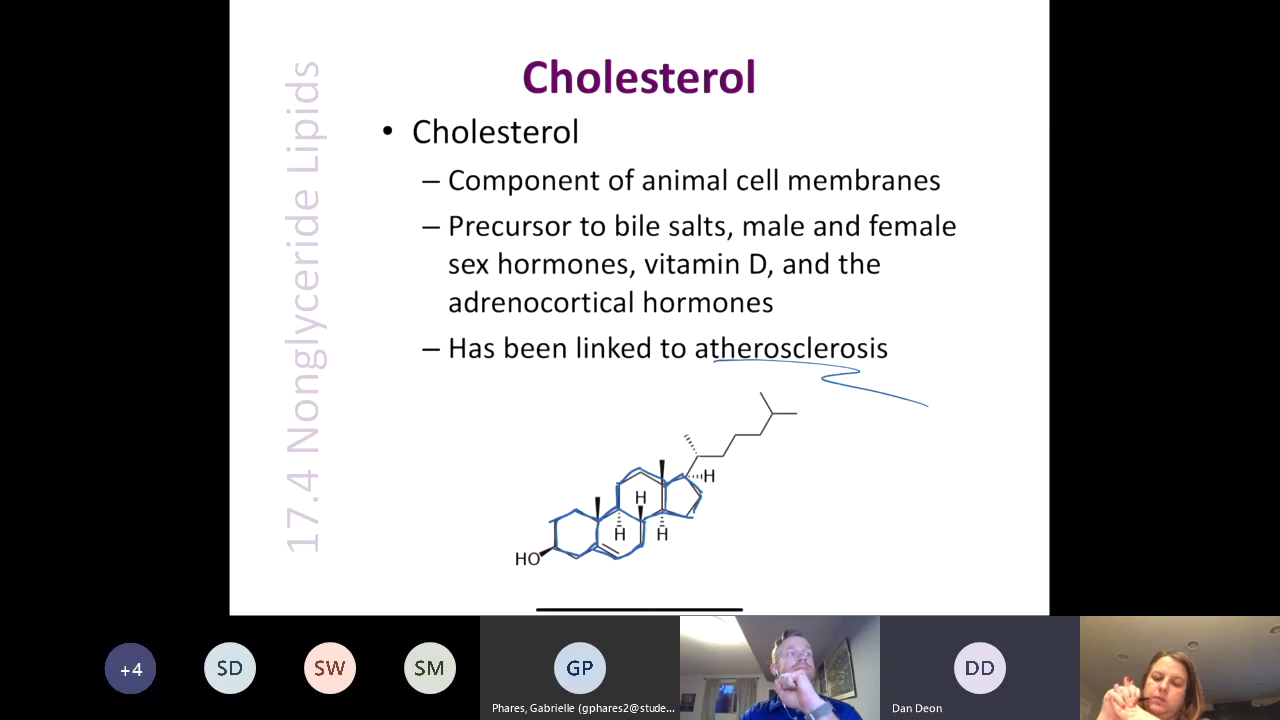 Cholesterol
17.4 Nonglyceride Lipids
• Cholesterol
– Component of animal cell membranes
– Precursor to bile salts, male and female
sex hormones, vitamin D, and the
adrenocortical hormones
– Has been linked to atherosclerosis
H
H
H
H
HO
+4
SD
SW
SM
GP
DD
Phares, Gabrielle (gphares2@stude...
Dan Deon